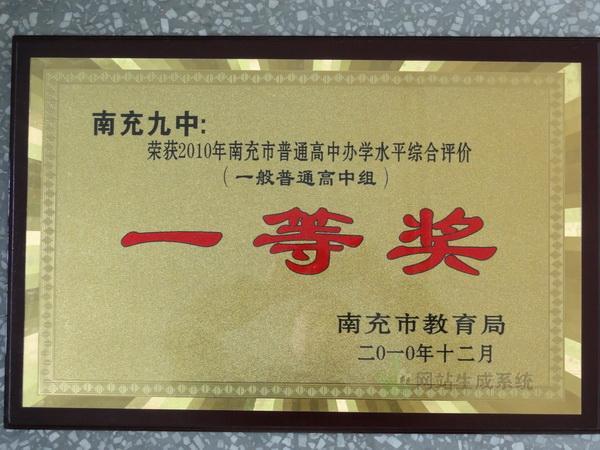 南充九中:
荣获2010年南充市普通高中办学水平综合评价
(一般普通高中组)
一等奖
南充市教育局
二0一0年十二月
网站生成系统